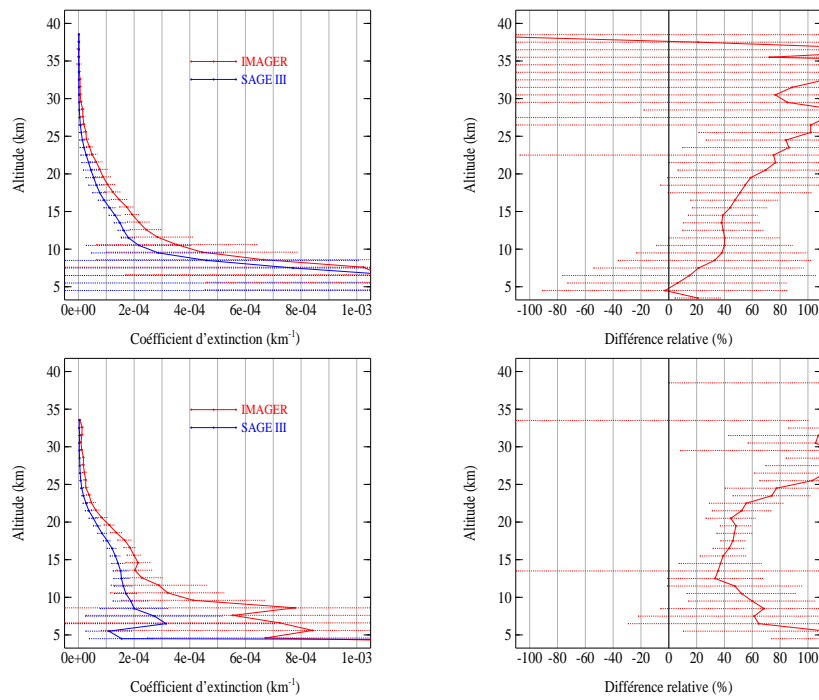 40
35
30
25
20
15
10
5
Altitude (km)
IMAGER
SAGE III
0e+00 2e-04 4e-04 6e-04 8e-04 1e-03
Coéfficient d'extinction (km-1)
40
35
30
25
20
15
10
5
Altitude (km)
-100 -80 -60 -40 -20 0 20 40 60 80 100
Différence relative (%)
40
35
30
25
20
15
10
5
Altitude (km)
IMAGER
SAGE III
0e+00 2e-04 4e-04 6e-04 8e-04 1e-03
Coéfficient d'extinction (km-1)
40
35
30
25
20
15
10
5
Altitude (km)
-100 -80 -60 -40 -20 0 20 40 60 80 100
Différence relative (%)